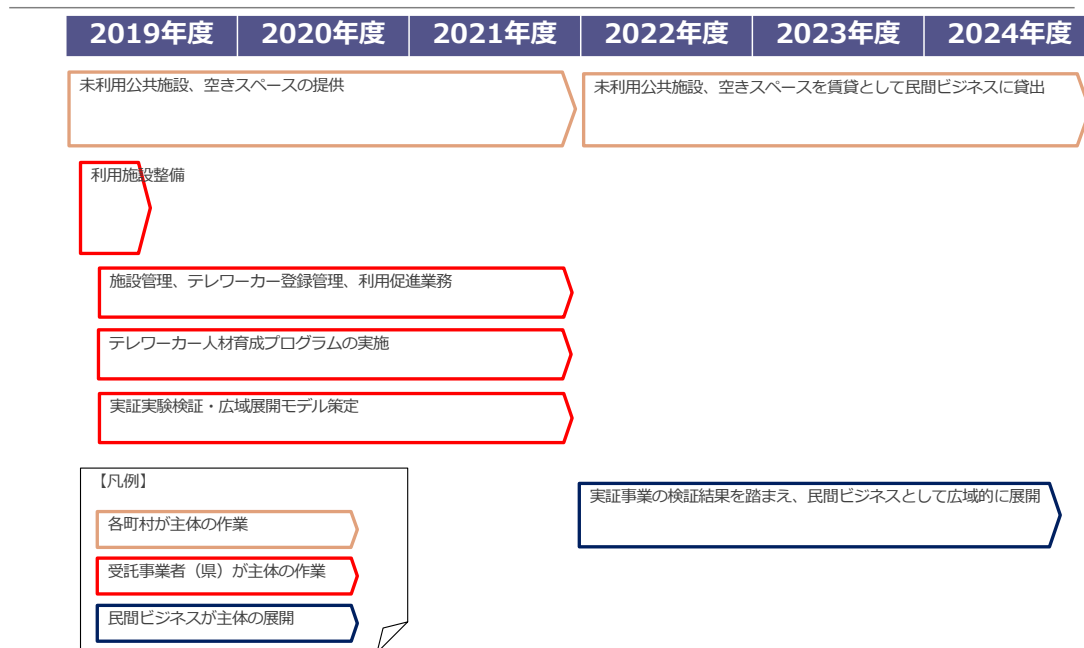 2019年度 2020年度 2021年度 2022年度 2023年度 2024年度
未利用公共施設、空きスペースの提供
未利用公共施設、空きスペースを賃貸として民間ビジネスに貸出
利用施設整備
施設管理、テレワーカー登録管理、利用促進業務
テレワーカー人材育成プログラムの実施
実証実験検証・広域展開モデル策定
【凡例】
各町村が主体の作業
受託事業者（県）が主体の作業
民間ビジネスが主体の展開
実証事業の検証結果を踏まえ、民間ビジネスとして広域的に展開